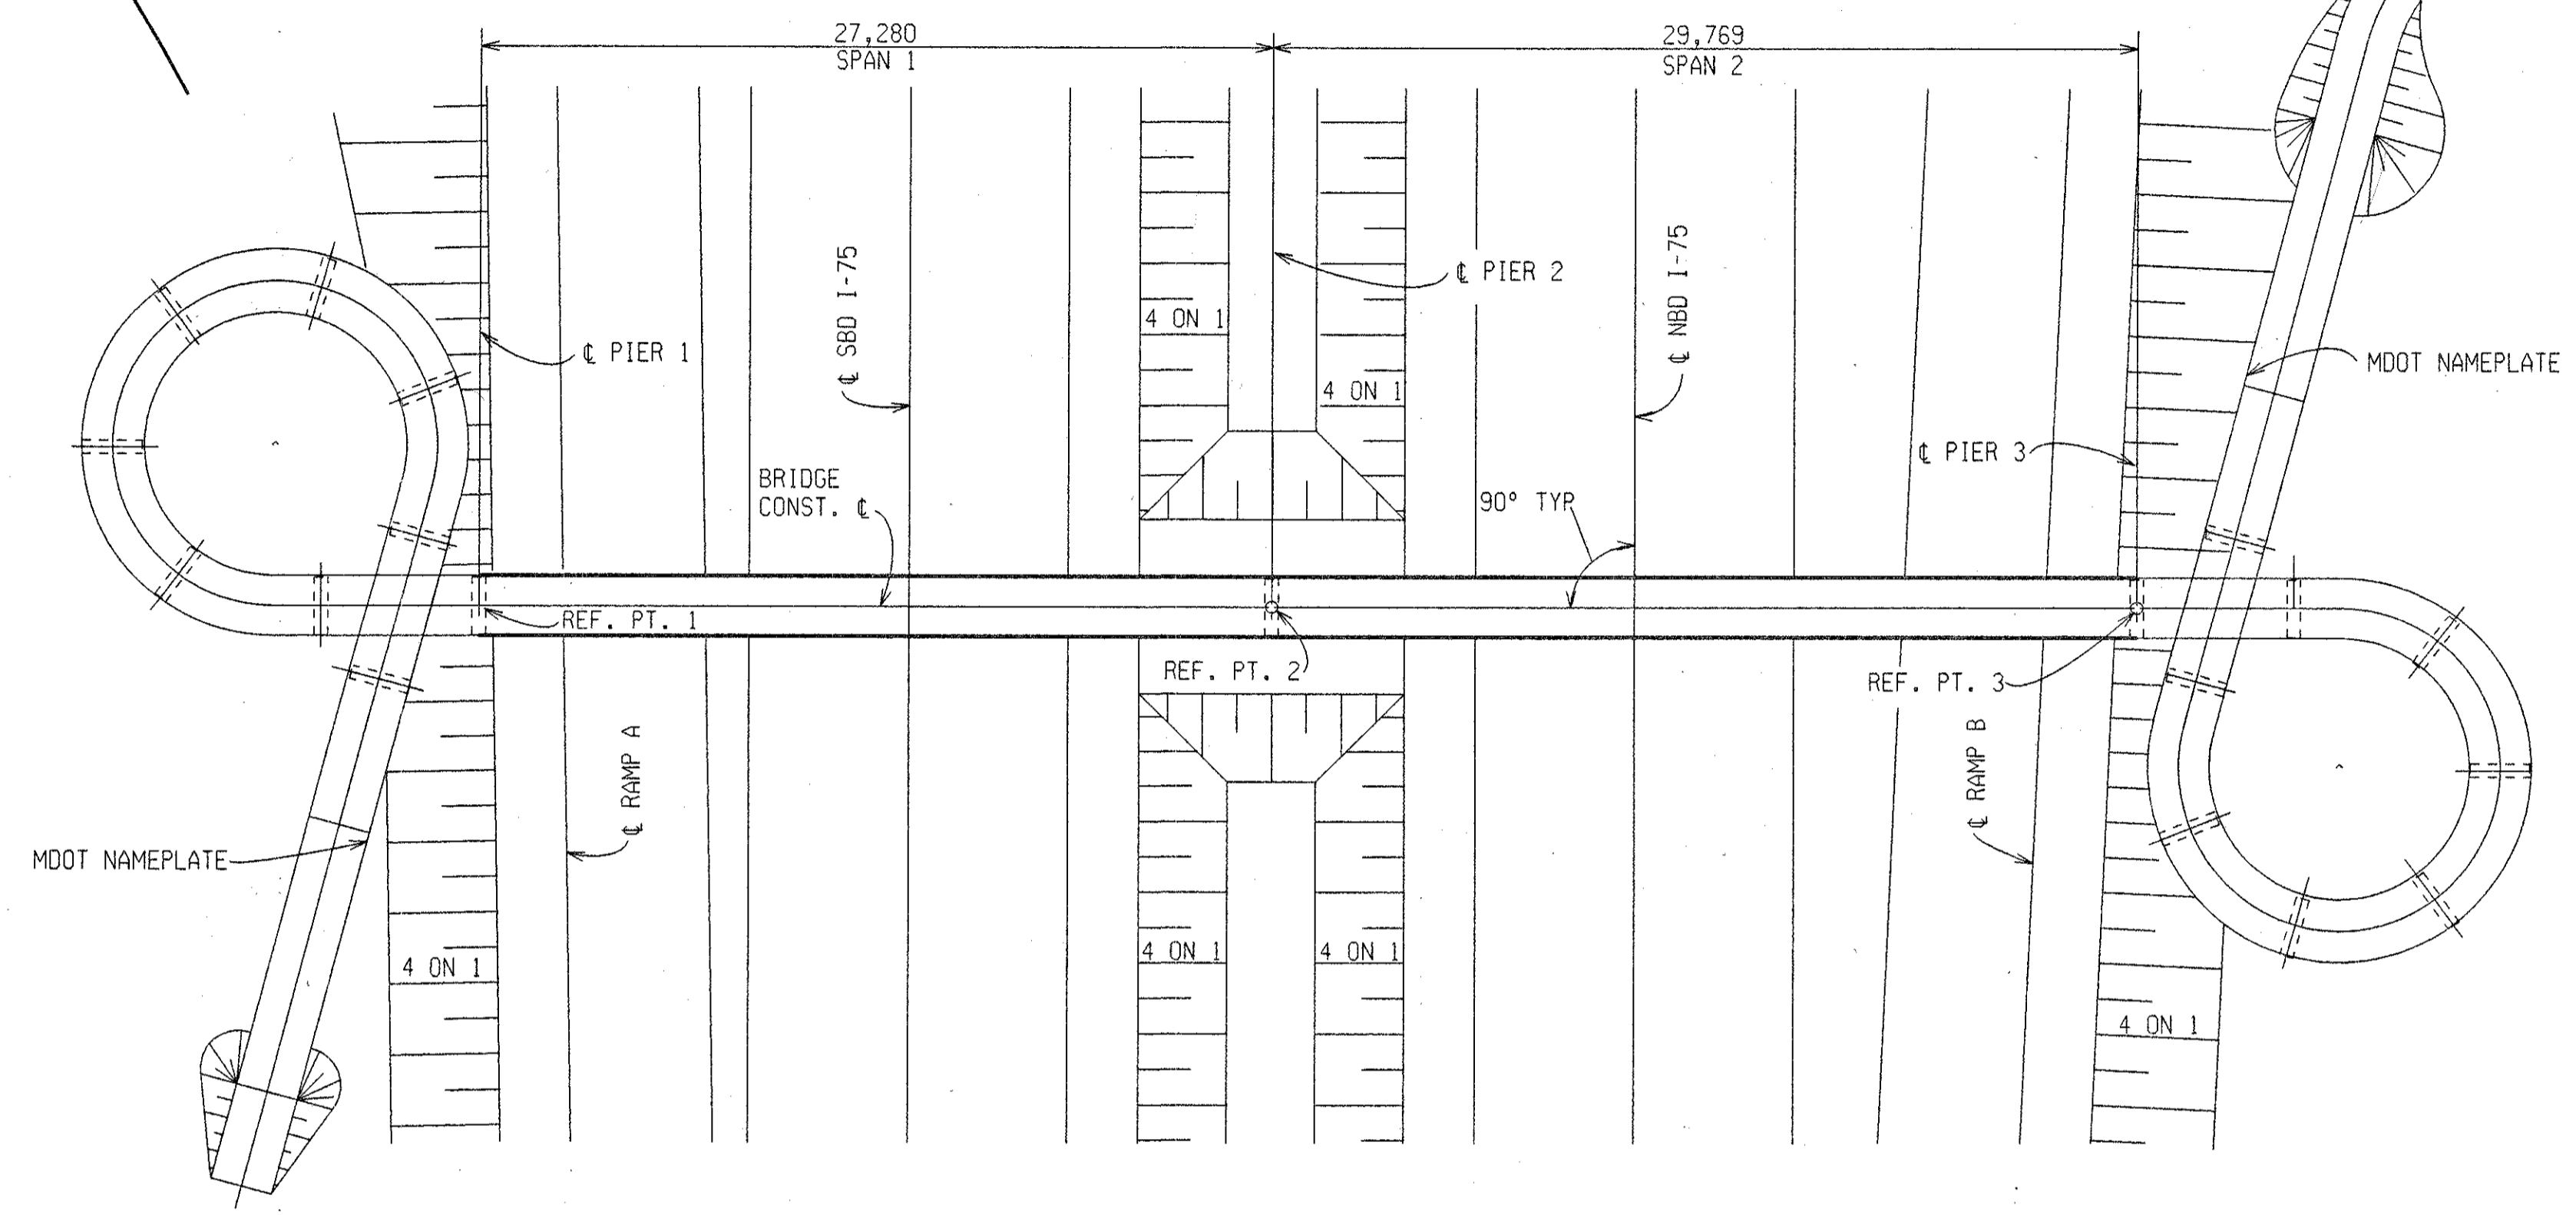 27,280
SPAN 1
29,769
SPAN 2
℄ SBD I-75
℄ NBD I-75
℄ PIER 2
4 ON 1
℄ PIER 1
MDOT NAMEPLATE
4 ON 1
℄ PIER 3
BRIDGE
CONST. ℄
90° TYP
REF. PT. 1
REF. PT. 2
REF. PT. 3
℄ RAMP A
℄ RAMP B
MDOT NAMEPLATE
4 ON 1
4 ON 1
4 ON 1
4 ON 1